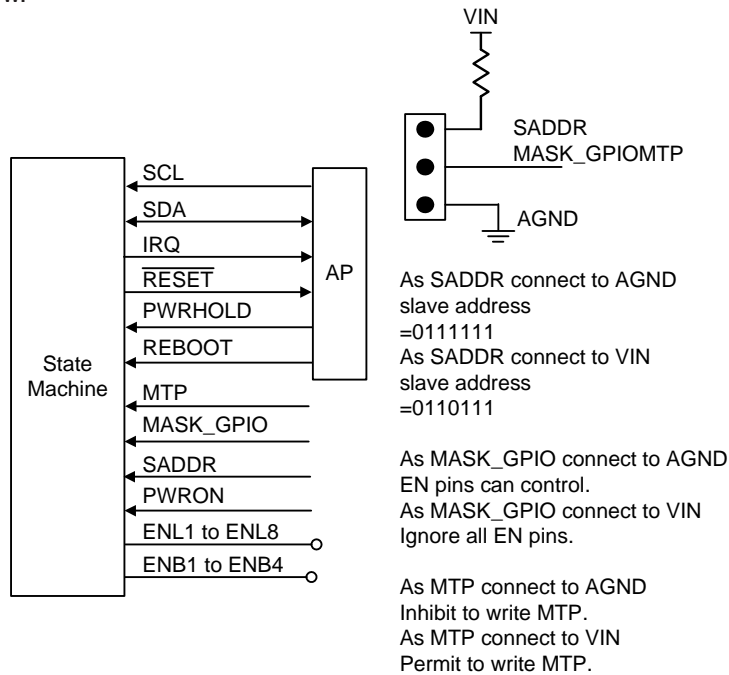 VIN
SADDR
MASK_GPIOMTP
AGND
SCL
SDA
IRQ
RESET
PWRHOLD
REBOOT
AP
State
Machine
MTP
MASK_GPIO
SADDR
PWRON
ENL1 to ENL8
ENB1 to ENB4
As SADDR connect to AGND
slave address
=0111111
As SADDR connect to VIN
slave address
=0110111
As MASK_GPIO connect to AGND
EN pins can control.
As MASK_GPIO connect to VIN
Ignore all EN pins.
As MTP connect to AGND
Inhibit to write MTP.
As MTP connect to VIN
Permit to write MTP.